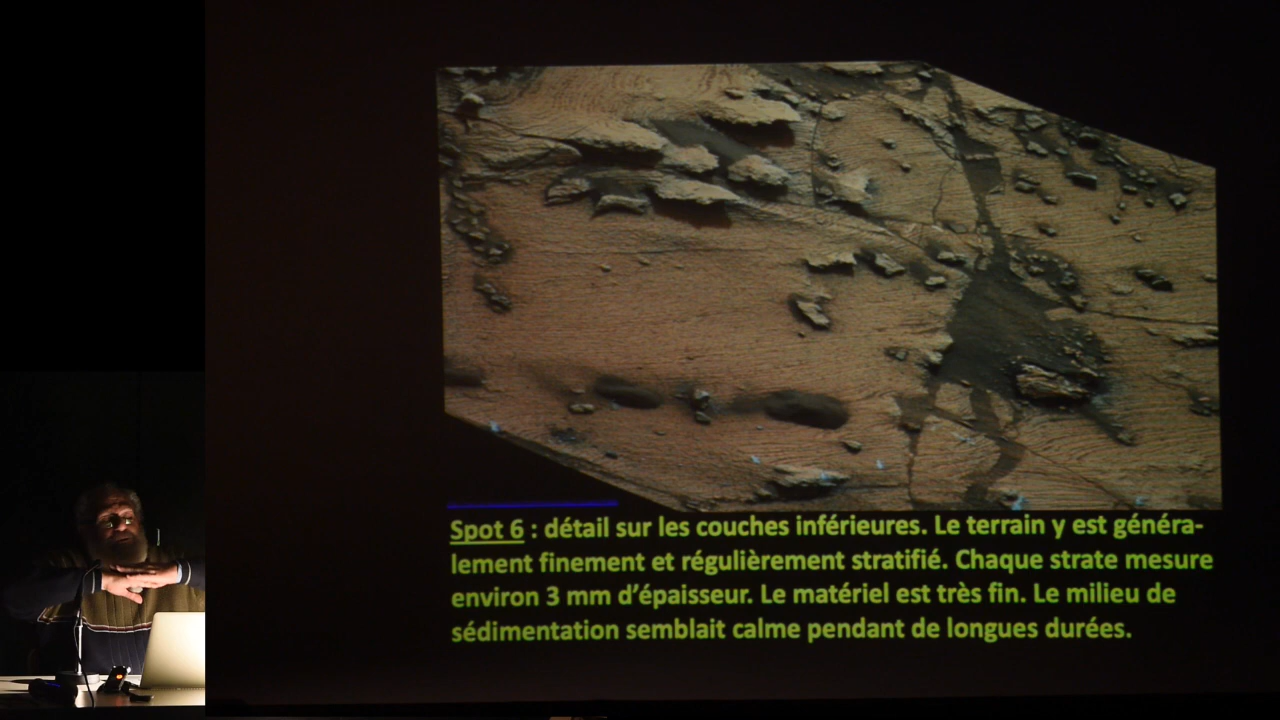 Spot 6 : détail sur les couches inférieures. Le terrain y est généra-
lement finement et régulièrement stratifié. Chaque strate mesure
environ 3 mm d’épaisseur. Le matériel est très fin. Le milieu de
sédimentation semblait calme pendant de longues durées.